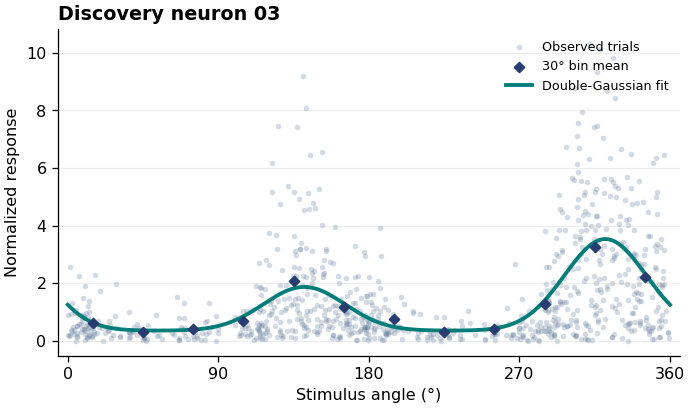 Discovery neuron 03
Observed trials
30° bin mean
Double-Gaussian fit
Normalized response
10
8
6
4
2
0
0 90 180 270 360
Stimulus angle (°)